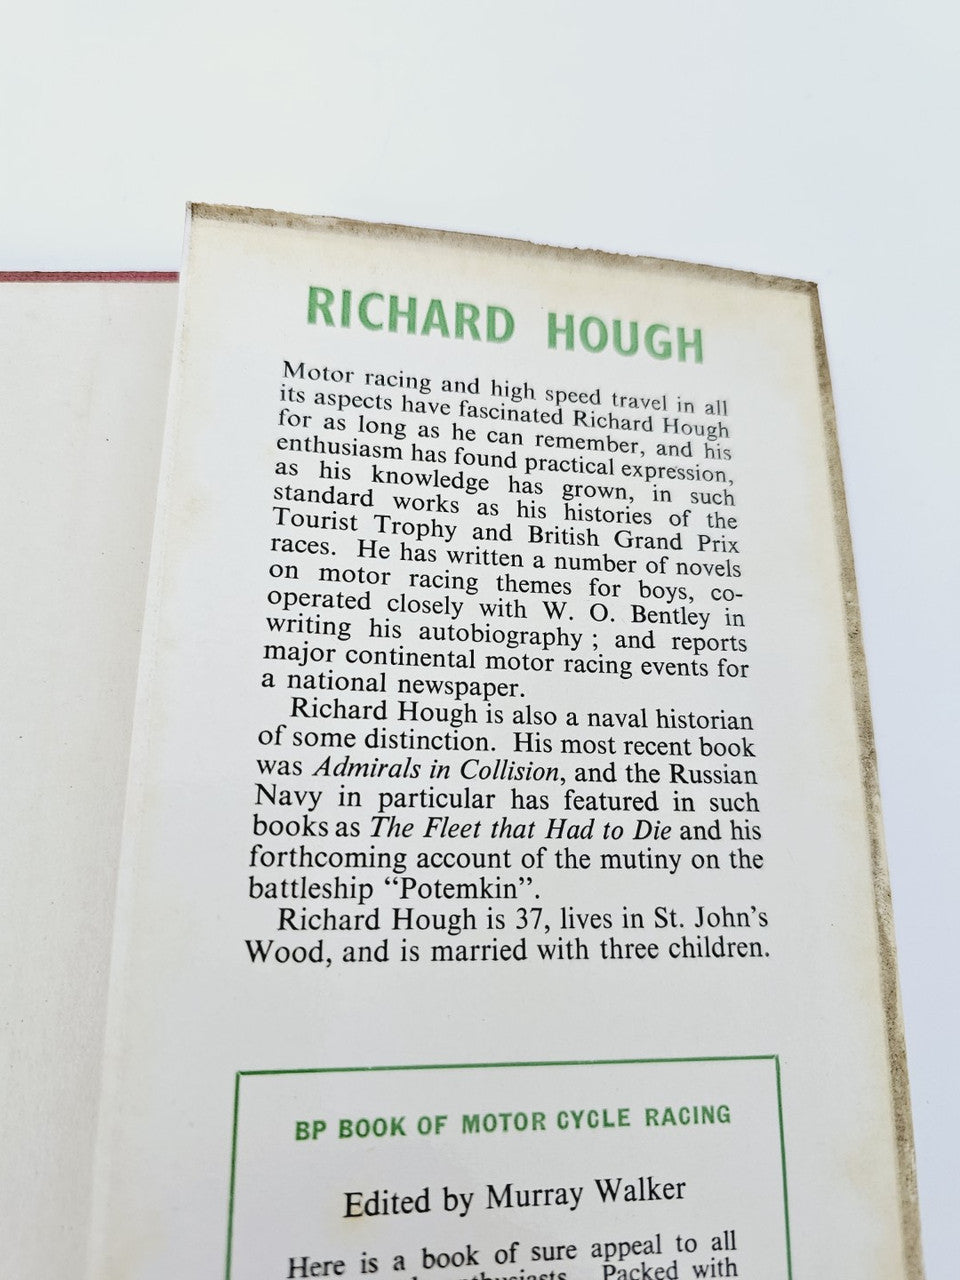 RICHARD HOUGH
Motor racing and high speed travel in all
its aspects have fascinated Richard Hough
for as long as he can remember, and his
enthusiasm has found practical expression,
as his knowledge has grown, in such
standard works as his histories of the
Tourist Trophy and British Grand Prix
races. He has written a number of novels
on motor racing themes for boys, co-
operated closely with W. O. Bentley in
writing his autobiography ; and reports
major continental motor racing events for
a national newspaper.
Richard Hough is also a naval historian
of some distinction. His most recent book
was Admirals in Collision, and the Russian
Navy in particular has featured in such
books as The Fleet that Had to Die and his
forthcoming account of the mutiny on the
battleship “Potemkin”.
Richard Hough is 37, lives in St. John’s
Wood, and is married with three children.
BP BOOK OF MOTOR CYCLE RACING
Edited by Murray Walker
Here is a book of sure appeal to all
Packed with